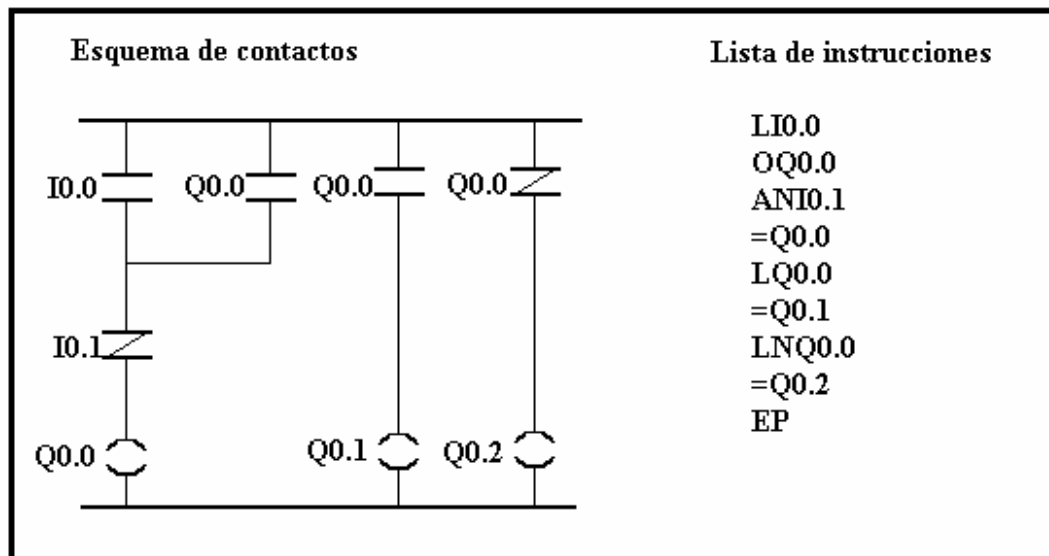 Esquema de contactos
I0.0 Q0.0 Q0.0 Q0.0
I0.1
Q0.0 Q0.1 Q0.2
Lista de instrucciones
LI0.0
OQ0.0
ANI0.1
=Q0.0
LQ0.0
=Q0.1
LNQ0.0
=Q0.2
EP